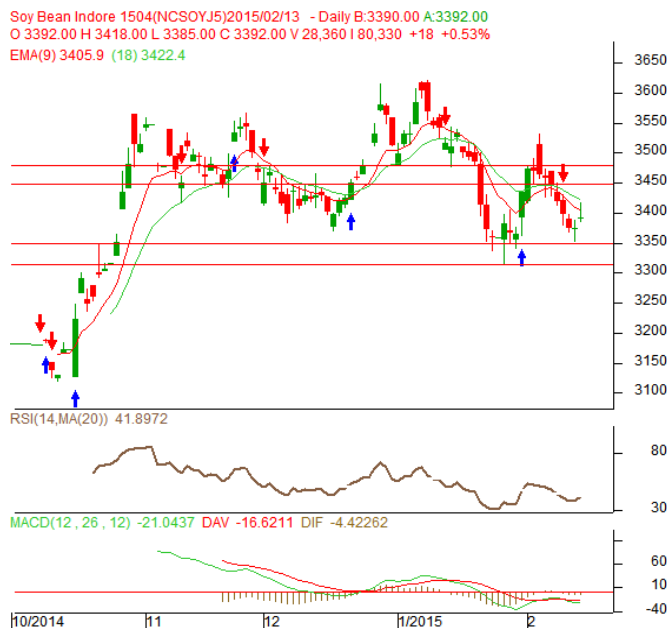 Soy Bean Indore 1504(NCSOYJ5)2015/02/13 - Daily B:3390.00 A:3392.00
O 3392.00 H 3418.00 L 3385.00 C 3392.00 V 28,360 I 80,330 +18 +0.53%
EMA(9) 3405.9 (18) 3422.4
3650
3600
3550
3500
3450
3400
3350
3300
3250
3200
3150
3100
RSI(14,MA(20)) 41.8972
80
30
MACD(12 , 26 , 12) -21.0437 DAV -16.6211 DIF -4.42262
60
10
-40
10/2014 11 12 1/2015 2